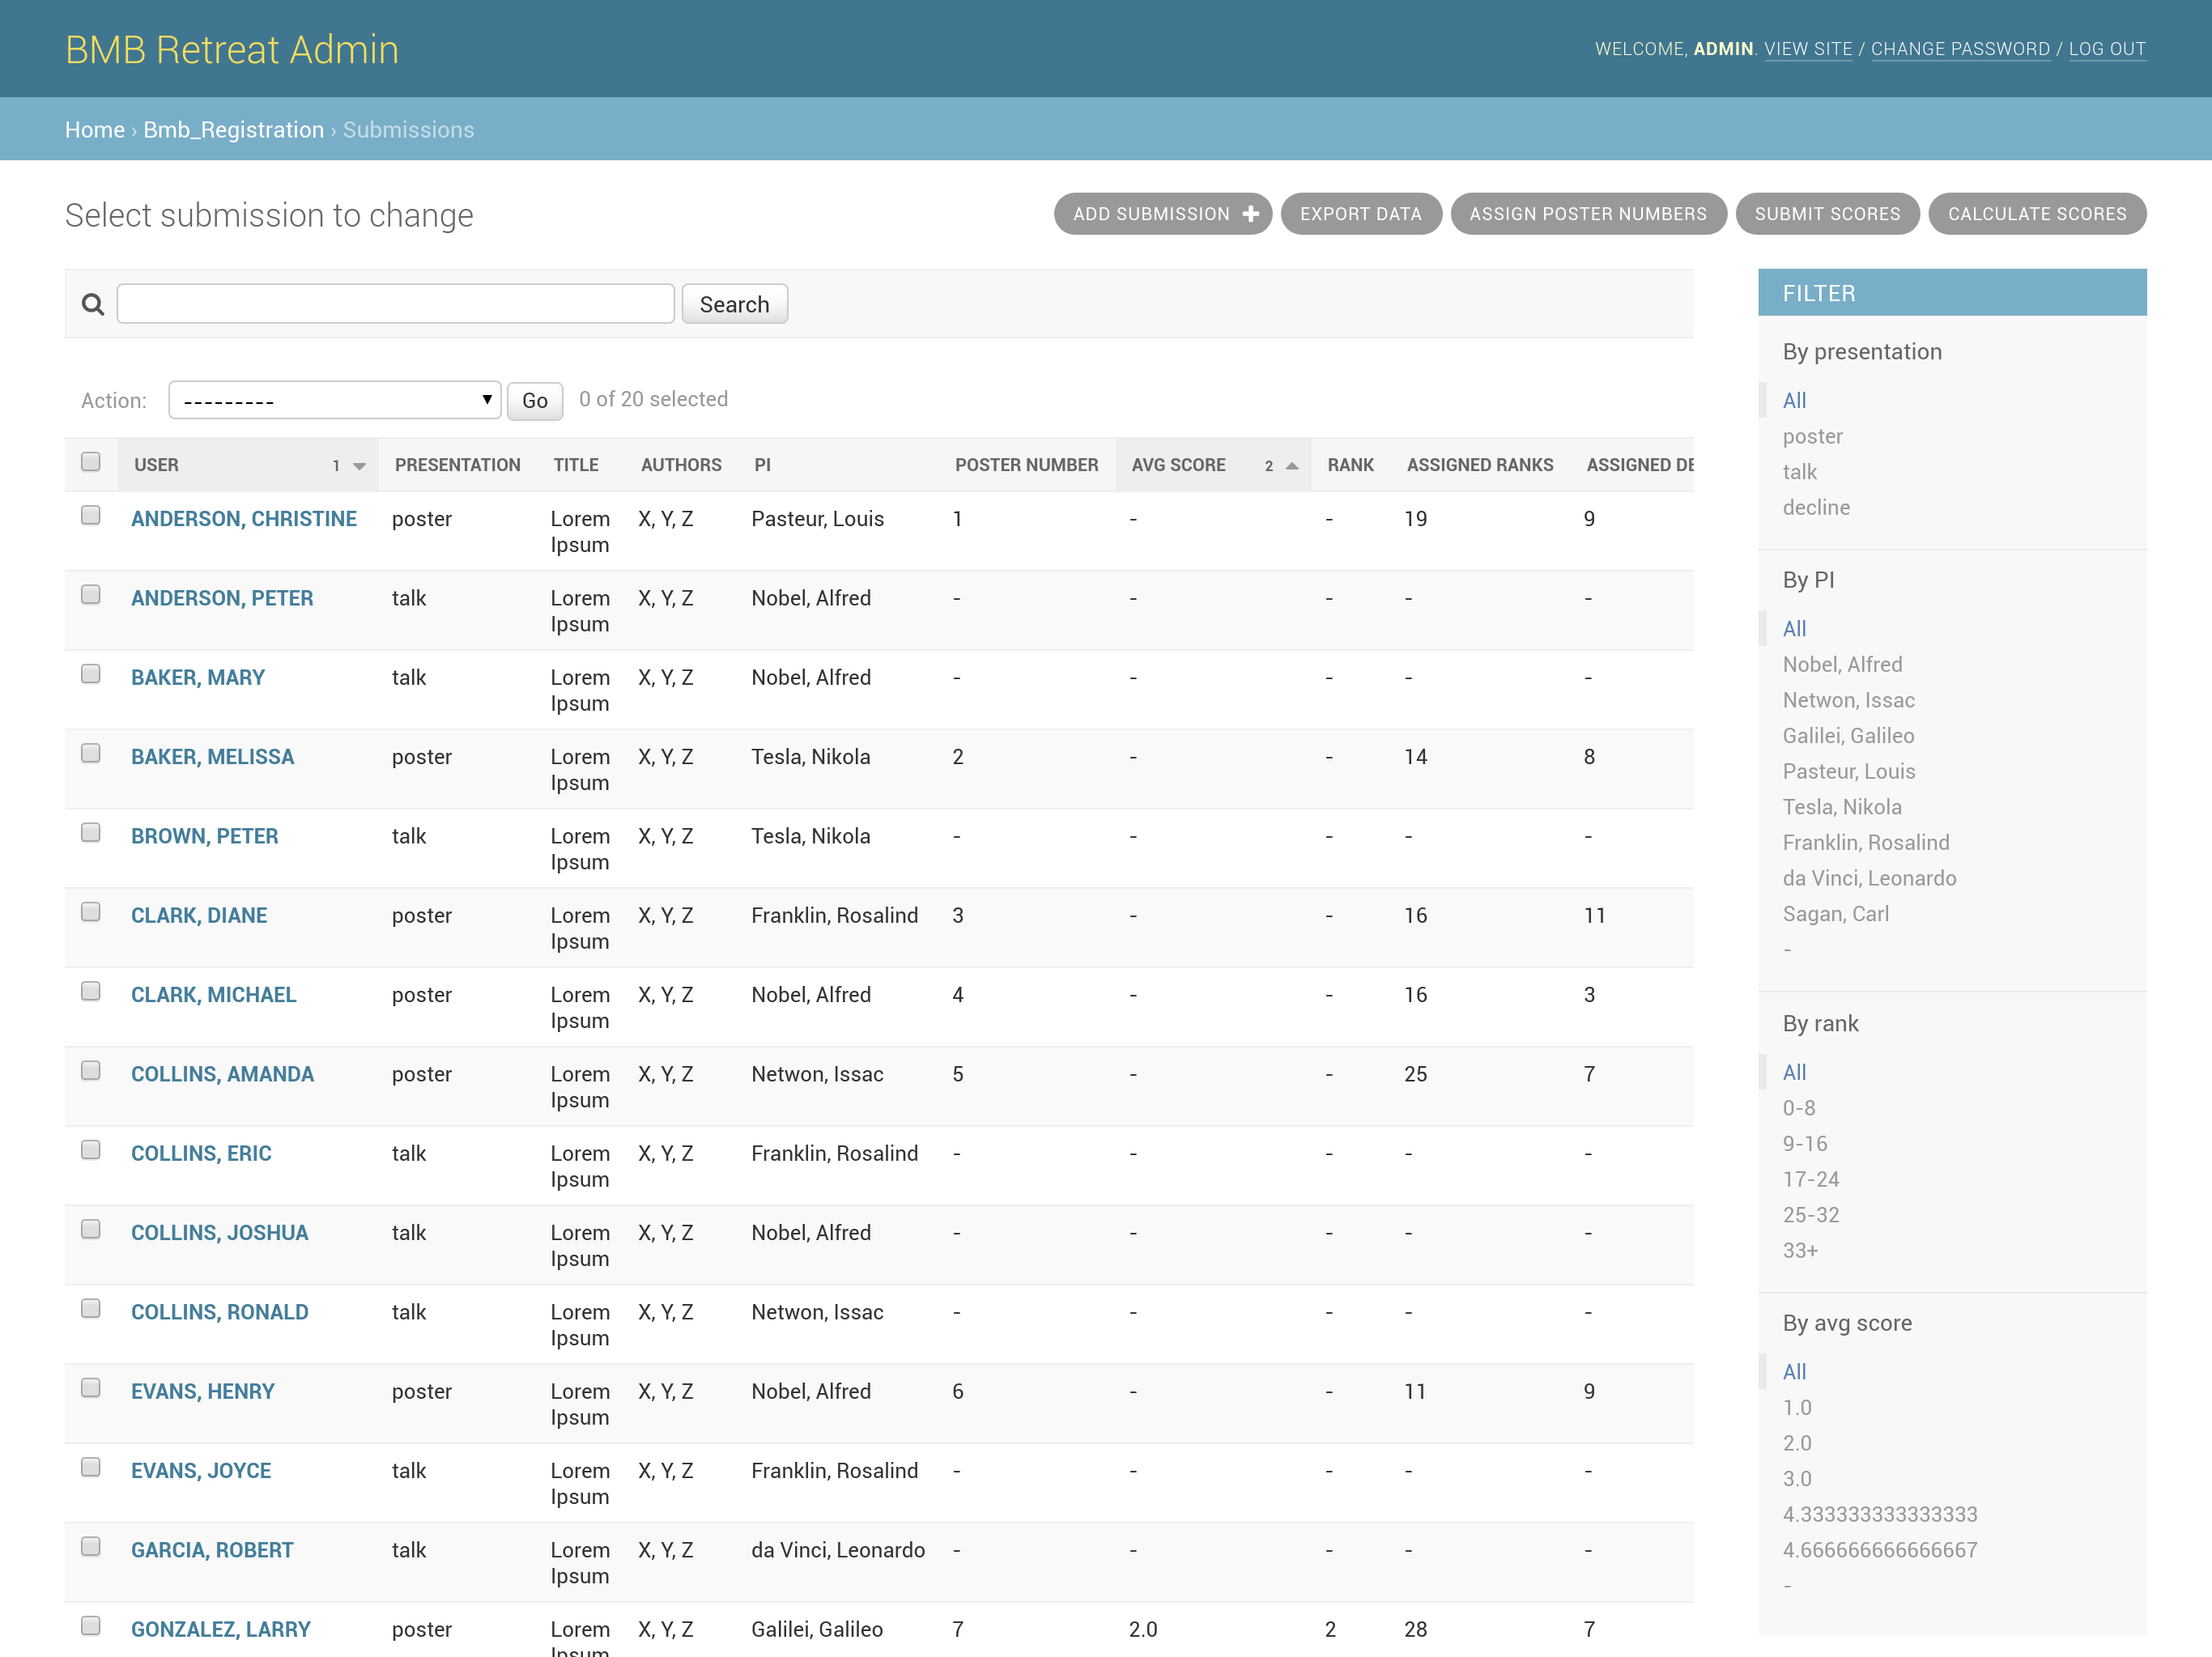 BMB Retreat Admin
WELCOME, ADMIN. VIEW SITE / CHANGE PASSWORD / LOG OUT
Home › Bmb_Registration › Submissions
Select submission to change
ADD SUBMISSION
EXPORT DATA
ASSIGN POSTER NUMBERS
SUBMIT SCORES
CALCULATE SCORES
Search
Action: --------- Go 0 of 20 selected
USER 1 PRESENTATION TITLE AUTHORS PI POSTER NUMBER AVG SCORE 2 RANK ASSIGNED RANKS ASSIGNED DE
ANDERSON, CHRISTINE poster Lorem Ipsum X, Y, Z Pasteur, Louis 1 - - 19 9
ANDERSON, PETER talk Lorem Ipsum X, Y, Z Nobel, Alfred - - - - -
BAKER, MARY talk Lorem Ipsum X, Y, Z Nobel, Alfred - - - - -
BAKER, MELISSA poster Lorem Ipsum X, Y, Z Tesla, Nikola 2 - - 14 8
BROWN, PETER talk Lorem Ipsum X, Y, Z Tesla, Nikola - - - - -
CLARK, DIANE poster Lorem Ipsum X, Y, Z Franklin, Rosalind 3 - - 16 11
CLARK, MICHAEL poster Lorem Ipsum X, Y, Z Nobel, Alfred 4 - - 16 3
COLLINS, AMANDA poster Lorem Ipsum X, Y, Z Netwon, Issac 5 - - 25 7
COLLINS, ERIC talk Lorem Ipsum X, Y, Z Franklin, Rosalind - - - - -
COLLINS, JOSHUA talk Lorem Ipsum X, Y, Z Nobel, Alfred - - - - -
COLLINS, RONALD talk Lorem Ipsum X, Y, Z Netwon, Issac - - - - -
EVANS, HENRY poster Lorem Ipsum X, Y, Z Nobel, Alfred 6 - - 11 9
EVANS, JOYCE talk Lorem Ipsum X, Y, Z Franklin, Rosalind - - - - -
GARCIA, ROBERT talk Lorem Ipsum X, Y, Z da Vinci, Leonardo - - - - -
GONZALEZ, LARRY poster Lorem Ipsum X, Y, Z Galilei, Galileo 7 2.0 2 28 7
FILTER
By presentation
All
poster
talk
decline
By PI
All
Nobel, Alfred
Netwon, Issac
Galilei, Galileo
Pasteur, Louis
Tesla, Nikola
Franklin, Rosalind
da Vinci, Leonardo
Sagan, Carl
-
By rank
All
0-8
9-16
17-24
25-32
33+
By avg score
All
1.0
2.0
3.0
4.333333333333333
4.666666666666667
-